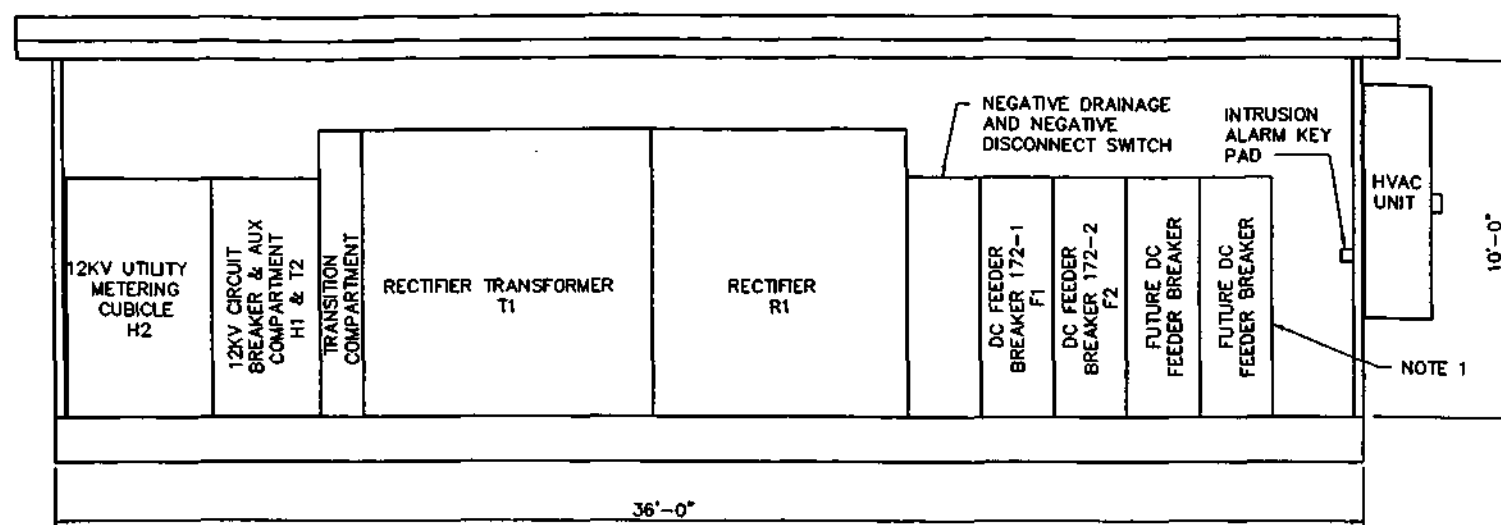 NEGATIVE DRAINAGE
AND NEGATIVE
DISCONNECT SWITCH
INTRUSION
ALARM KEY
PAD
HVAC
UNIT
10'-0"
12KV UTILITY
METERING
CUBICLE
H2
12KV CIRCUIT
BREAKER & AUX
COMPARTMENT
H1 & T2
TRANSITION
COMPARTMENT
RECTIFIER TRANSFORMER
T1
RECTIFIER
R1
DC FEEDER
BREAKER 172-1
F1
DC FEEDER
BREAKER 172-2
F2
FUTURE DC
FEEDER BREAKER
FUTURE DC
FEEDER BREAKER
NOTE 1
36'-0"